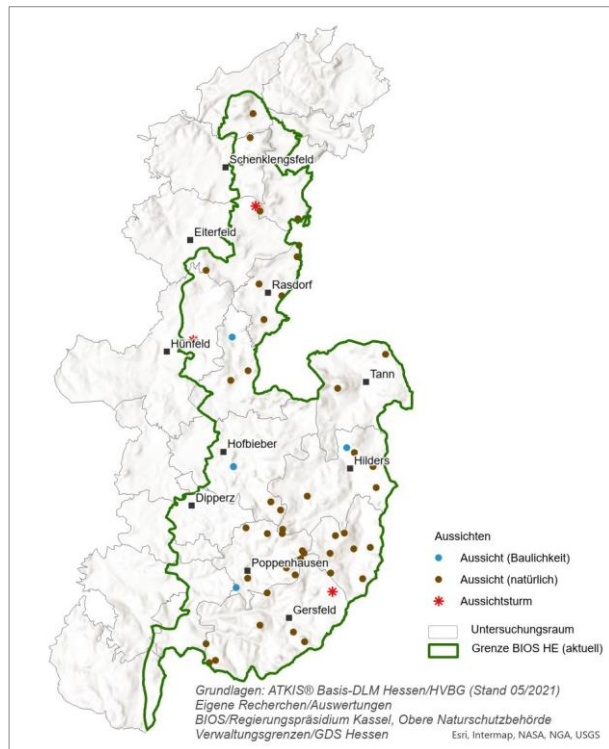 Schenklengsfeld
Eiterfeld
Rasdorf
Hünfeld
Tann
Hofbieber
Hilders
Dipperz
Poppenhausen
Gersfeld
Aussichten
Aussicht (Baulichkeit)
Aussicht (natürlich)
Aussichtsturm
Untersuchungsraum
Grenze BIOS HE (aktuell)
Grundlagen: ATKIS® Basis-DLM Hessen/HVBG (Stand 05/2021)
Eigene Recherchen/Auswertungen
BIOS/Regierungspräsidium Kassel, Obere Naturschutzbehörde
Verwaltungsgrenzen/GDS Hessen
Esri, Intermap, NASA, NGA, USGS